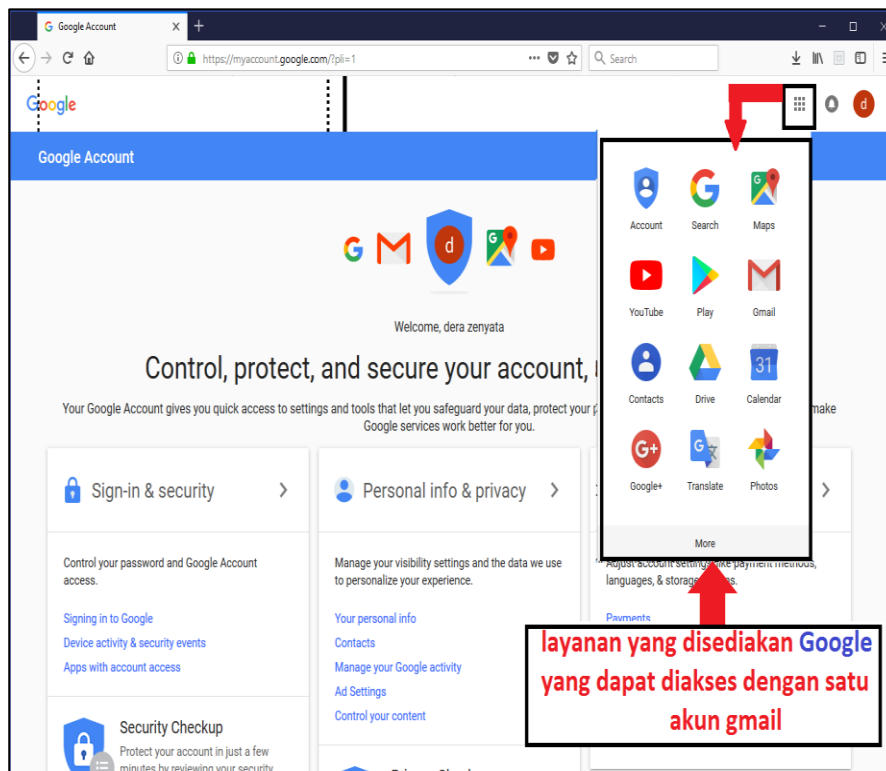 Google Account
https://myaccount.google.com/?pli=1
Search
Google
d
Google Account
d
Welcome, dera zenyata
Control, protect, and secure your account,
Your Google Account gives you quick access to settings and tools that let you safeguard your data, protect your
make
Google services work better for you.
Account Search Maps
YouTube Play Gmail
31
Contacts Drive Calendar
G+
Google+ Translate Photos
More
Sign-in & security
Control your password and Google Account
access.
Signing in to Google
Device activity & security events
Apps with account access
Security Checkup
Protect your account in just a few
minutes by reviewing your security
Personal info & privacy
Manage your visibility settings and the data we use
to personalize your experience.
Your personal info
Contacts
Manage your Google activity
Ad Settings
Control your content
Adjust account settings, like payment methods,
languages, & storage
Payments
layanan yang disediakan Google
yang dapat diakses dengan satu
akun gmail